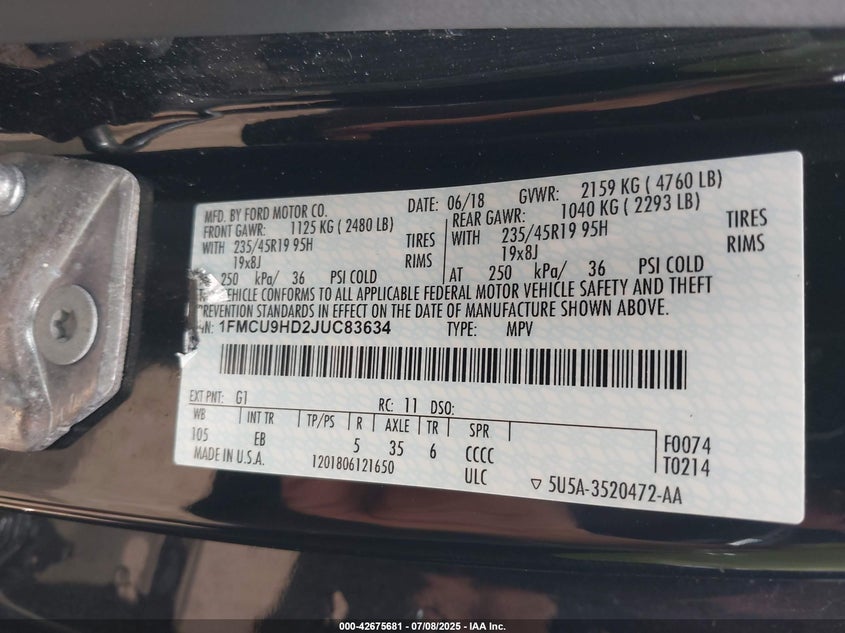 MFD. BY FORD MOTOR CO. DATE: 06/18 GVWR: 2159 KG ( 4760 LB)
FRONT GAWR: 1125 KG ( 2480 LB) REAR GAWR: 1040 KG ( 2293 LB)
WITH 235/45R19 95H TIRES WITH 235/45R19 95H TIRES
19x8J RIMS 19x8J RIMS
250 kPa/ 36 PSI COLD AT 250 kPa/ 36 PSI COLD
VEHICLE CONFORMS TO ALL APPLICABLE FEDERAL MOTOR VEHICLE SAFETY AND THEFT
PREVENTION STANDARDS IN EFFECT ON THE DATE OF MANUFACTURE SHOWN ABOVE.
1FMCU9HD2JUC83634 TYPE: MPV
EXT PNT: G1 RC: 11 DSO:
WB INT TR TP/PS R AXLE TR SPR
105 EB 5 35 6 CCCC F0074
MADE IN U.S.A. 1201806121650 ULC T0214
▽ 5U5A-3520472-AA
000-42675681 / 07/08/2025 - IAA Inc.